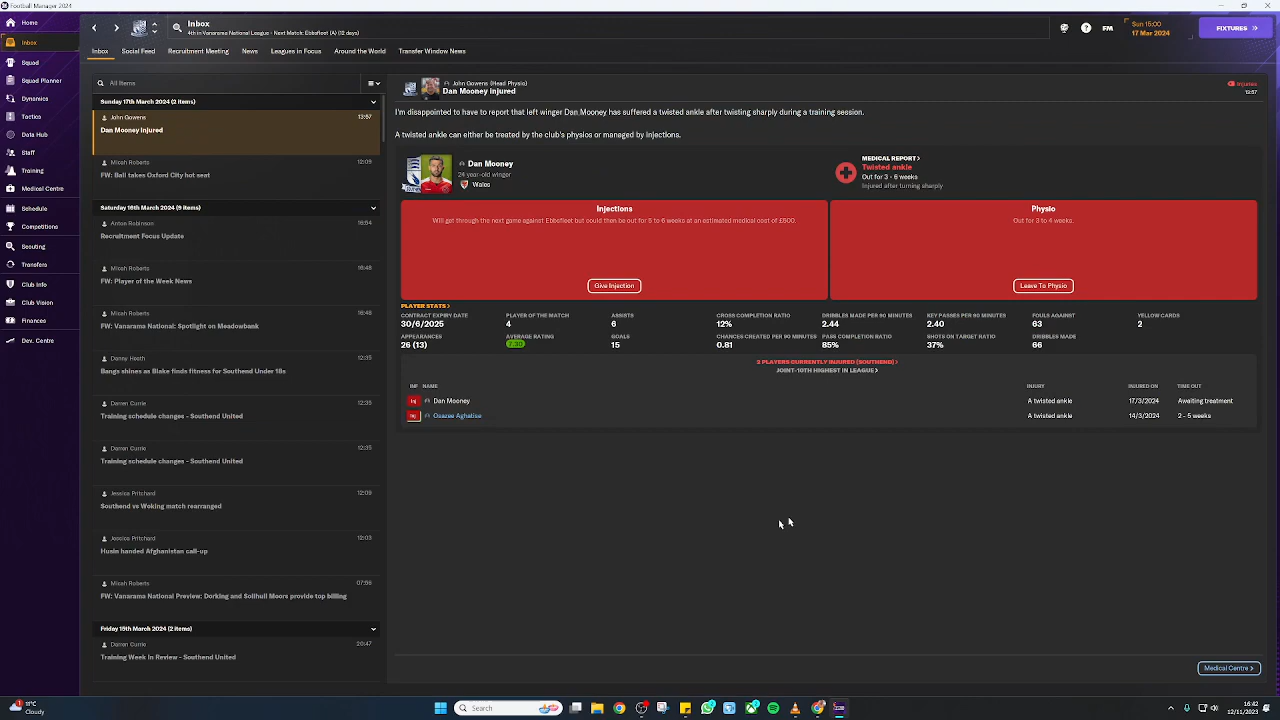 Football Manager 2024
Home
Inbox
Squad
Squad Planner
Dynamics
Tactics
Data Hub
Staff
Training
Medical Centre
Schedule
Competitions
Scouting
Transfers
Club Info
Club Vision
Finances
Dev. Centre
Inbox
4th in Vanarama National League - Next Match: Ebbsfleet (A) (12 days)
FM
Sun 15:00
17 Mar 2024
FIXTURES
Inbox Social Feed Recruitment Meeting News Leagues in Focus Around the World Transfer Window News
All Items
Sunday 17th March 2024 (2 items)
John Gowens 13:57
Dan Mooney injured
Micah Roberts 12:09
FW: Ball takes Oxford City hot seat
Saturday 16th March 2024 (9 items)
Anton Robinson 16:54
Recruitment Focus Update
Micah Roberts 16:48
FW: Player of the Week News
Micah Roberts 16:48
FW: Vanarama National: Spotlight on Meadowbank
Danny Heath 12:35
Bangs shines as Blake finds fitness for Southend Under 18s
Darren Currie 12:35
Training schedule changes - Southend United
Darren Currie 12:35
Training schedule changes - Southend United
Jessica Pritchard 12:09
Southend vs Woking match rearranged
Jessica Pritchard 12:03
Husin handed Afghanistan call-up
Micah Roberts 07:56
FW: Vanarama National Preview: Dorking and Solihull Moors provide top billing
Friday 15th March 2024 (2 items)
Darren Currie 20:47
Training Week In Review - Southend United
John Gowens (Head Physio)
Dan Mooney injured
Injuries
13:57
I'm disappointed to have to report that left winger Dan Mooney has suffered a twisted ankle after twisting sharply during a training session.
A twisted ankle can either be treated by the club's physios or managed by injections.
Dan Mooney
24 year-old winger
Wales
MEDICAL REPORT >
Twisted ankle
Out for 3 - 6 weeks
Injured after turning sharply
Injections
Will get through the next game against Ebbsfleet but could then be out for 5 to 6 weeks at an estimated medical cost of £500.
Give Injection
Physio
Out for 3 to 4 weeks.
Leave To Physio
PLAYER STATS >
CONTRACT EXPIRY DATE PLAYER OF THE MATCH ASSISTS CROSS COMPLETION RATIO DRIBBLES MADE PER 90 MINUTES KEY PASSES PER 90 MINUTES FOULS AGAINST YELLOW CARDS
30/6/2025 4 6 12% 2.44 2.40 63 2
APPEARANCES AVERAGE RATING GOALS CHANCES CREATED PER 90 MINUTES PASS COMPLETION RATIO SHOTS ON TARGET RATIO DRIBBLES MADE
26 (13) 15 0.81 85% 37% 66
2 PLAYERS CURRENTLY INJURED (SOUTHEND) >
JOINT-10TH HIGHEST IN LEAGUE >
INF NAME INJURY INJURED ON TIME OUT
Inj Dan Mooney A twisted ankle 17/3/2024 Awaiting treatment
Inj Osazee Aghatise A twisted ankle 14/3/2024 2 - 5 weeks
Medical Centre >
11°C
Cloudy
Search
16:42
12/11/2023